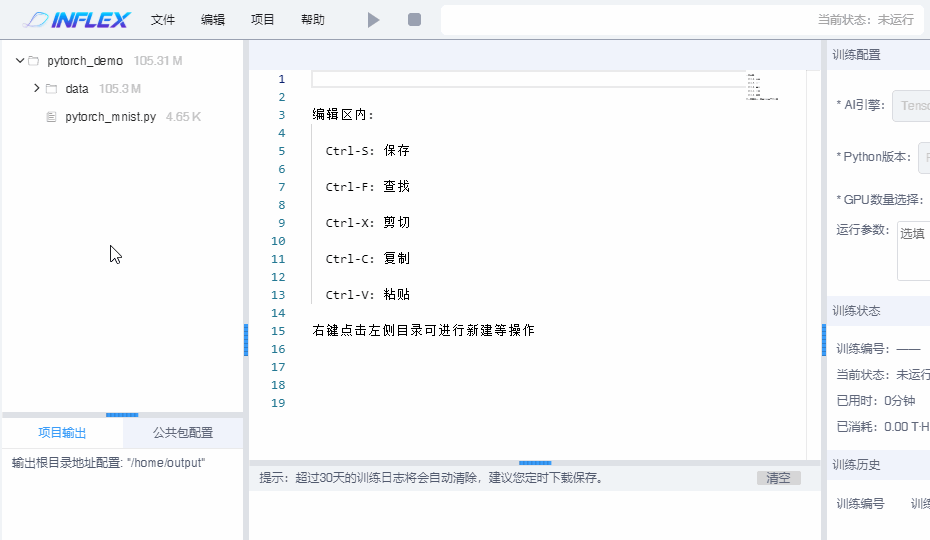 INFLEX 文件 编辑 项目 帮助 当前状态：未运行
pytorch_demo 105.31 M
data 105.3 M
pytorch_mnist.py 4.65 K
项目输出 公共包配置
输出根目录地址配置: "/home/output"
1
2
3 编辑区内:
4
5 Ctrl-S: 保存
6
7 Ctrl-F: 查找
8
9 Ctrl-X: 剪切
10
11 Ctrl-C: 复制
12
13 Ctrl-V: 粘贴
14
15 右键点击左侧目录可进行新建等操作
16
17
18
19
提示：超过30天的训练日志将会自动清除，建议您定时下载保存。 清空
训练配置
* AI引擎: Tenso
* Python版本:
* GPU数量选择:
运行参数: 选填
训练状态
训练编号: ——
当前状态: 未运行
已用时: 0分钟
已消耗: 0.00 T·H
训练历史
训练编号 训练